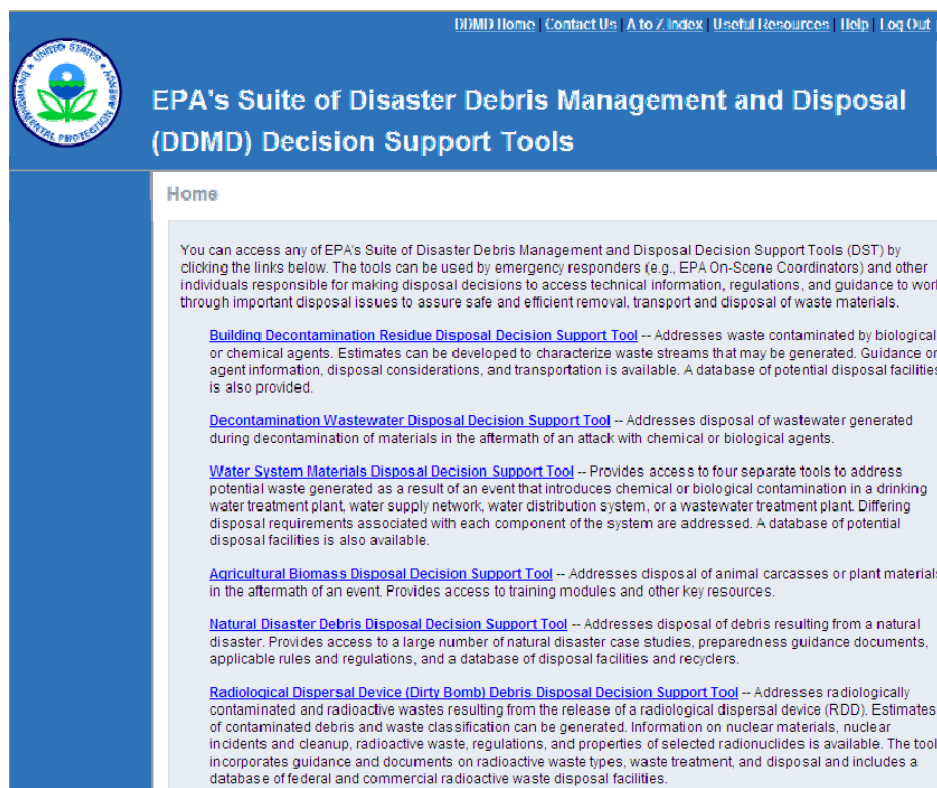 DDMD Home | Contact Us | A to Z Index | Useful Resources | Help | Log Out |
UNITED STATES
ENVIRONMENTAL PROTECTION AGENCY
EPA's Suite of Disaster Debris Management and Disposal
(DDMD) Decision Support Tools
Home
You can access any of EPA's Suite of Disaster Debris Management and Disposal Decision Support Tools (DST) by
clicking the links below. The tools can be used by emergency responders (e.g., EPA On-Scene Coordinators) and other
individuals responsible for making disposal decisions to access technical information, regulations, and guidance to work
through important disposal issues to assure safe and efficient removal, transport and disposal of waste materials.
Building Decontamination Residue Disposal Decision Support Tool -- Addresses waste contaminated by biological
or chemical agents. Estimates can be developed to characterize waste streams that may be generated. Guidance on
agent information, disposal considerations, and transportation is available. A database of potential disposal facilities
is also provided.
Decontamination Wastewater Disposal Decision Support Tool -- Addresses disposal of wastewater generated
during decontamination of materials in the aftermath of an attack with chemical or biological agents.
Water System Materials Disposal Decision Support Tool -- Provides access to four separate tools to address
potential waste generated as a result of an event that introduces chemical or biological contamination in a drinking
water treatment plant, water supply network, water distribution system, or a wastewater treatment plant. Differing
disposal requirements associated with each component of the system are addressed. A database of potential
disposal facilities is also available.
Agricultural Biomass Disposal Decision Support Tool -- Addresses disposal of animal carcasses or plant materials
in the aftermath of an event. Provides access to training modules and other key resources.
Natural Disaster Debris Disposal Decision Support Tool -- Addresses disposal of debris resulting from a natural
disaster. Provides access to a large number of natural disaster case studies, preparedness guidance documents,
applicable rules and regulations, and a database of disposal facilities and recyclers.
Radiological Dispersal Device (Dirty Bomb) Debris Disposal Decision Support Tool -- Addresses radiologically
contaminated and radioactive wastes resulting from the release of a radiological dispersal device (RDD). Estimates
of contaminated debris and waste classification can be generated. Information on nuclear materials, nuclear
incidents and cleanup, radioactive waste, regulations, and properties of selected radionuclides is available. The tool
incorporates guidance and documents on radioactive waste types, waste treatment, and disposal and includes a
database of federal and commercial radioactive waste disposal facilities.